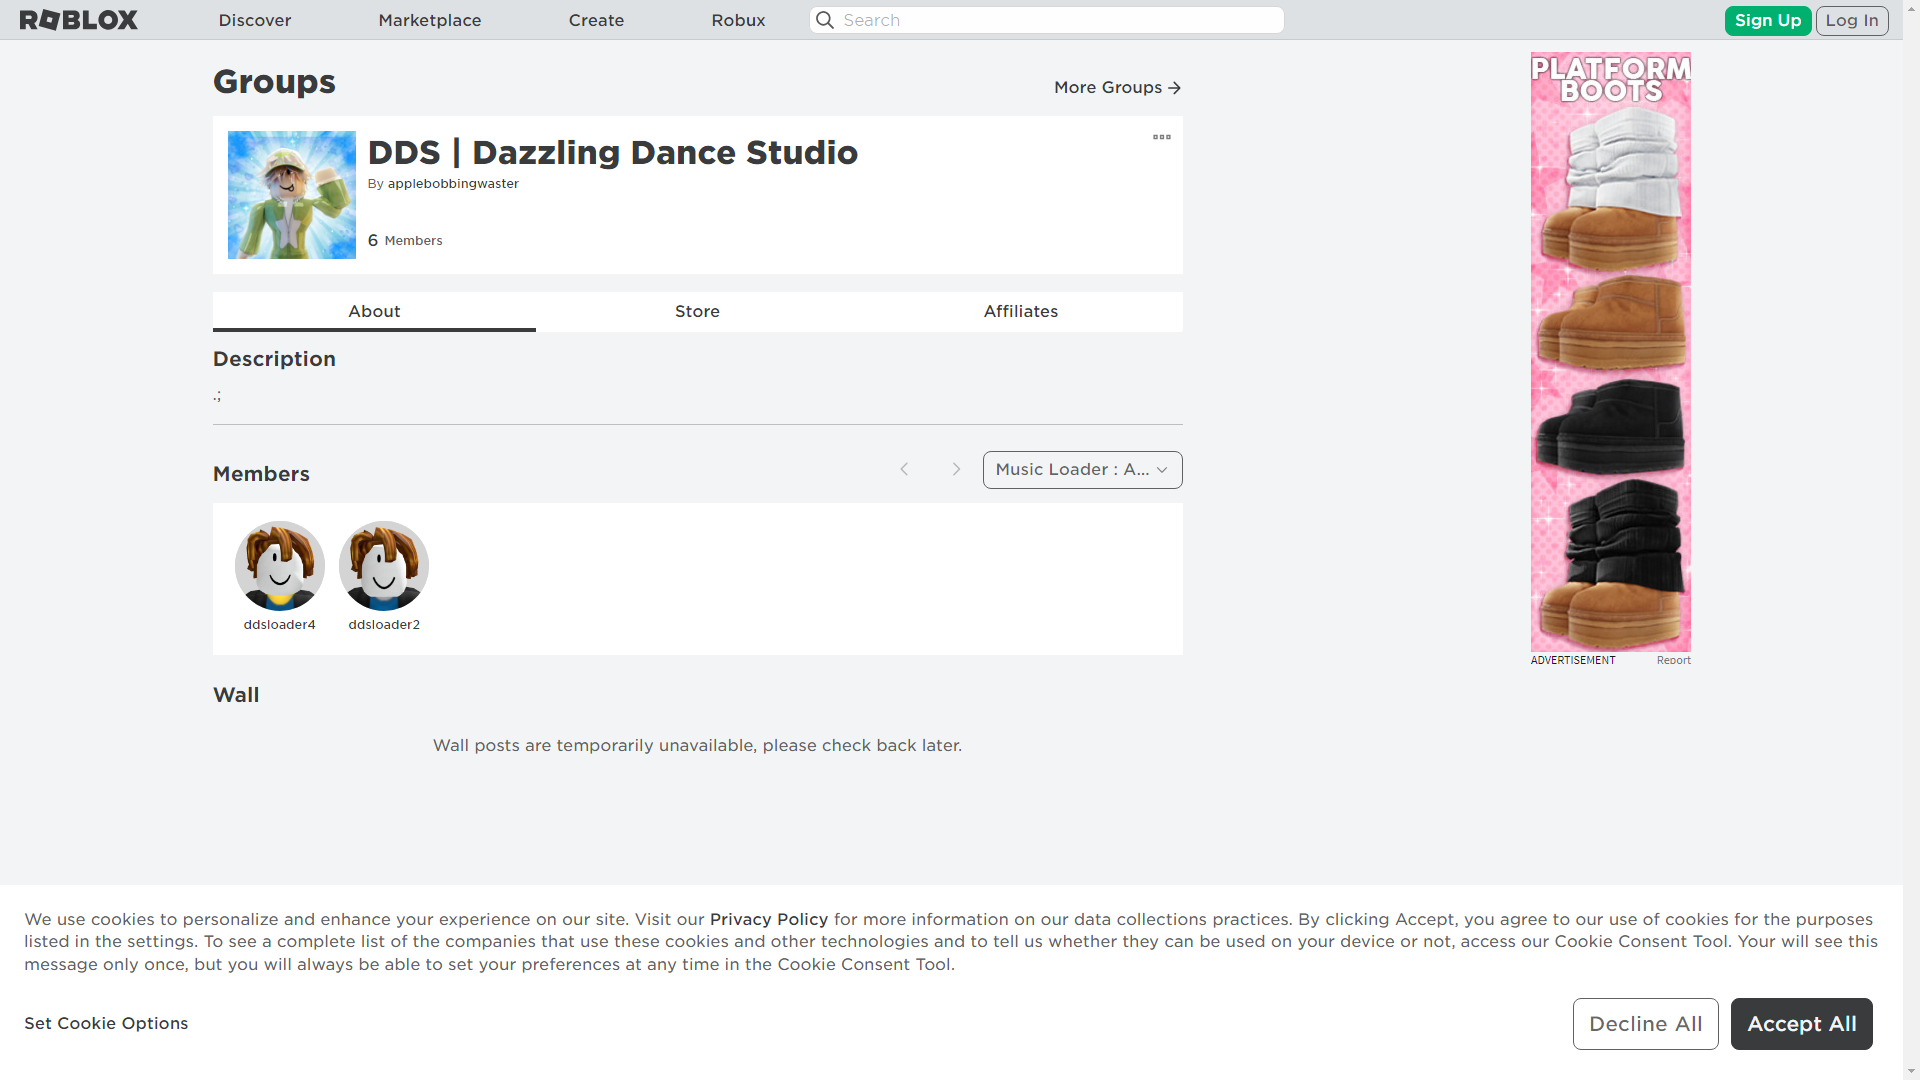 ROBLOX
Discover
Marketplace
Create
Robux
Search
Sign Up
Log In
Groups
More Groups
DDS | Dazzling Dance Studio
By applebobbingwaster
6 Members
About
Store
Affiliates
Description
.;
Members
Music Loader : A...
ddsloader4
ddsloader2
Wall
Wall posts are temporarily unavailable, please check back later.
PLATFORM
BOOTS
ADVERTISEMENT
Report
We use cookies to personalize and enhance your experience on our site. Visit our Privacy Policy for more information on our data collections practices. By clicking Accept, you agree to our use of cookies for the purposes
listed in the settings. To see a complete list of the companies that use these cookies and other technologies and to tell us whether they can be used on your device or not, access our Cookie Consent Tool. Your will see this
message only once, but you will always be able to set your preferences at any time in the Cookie Consent Tool.
Set Cookie Options
Decline All
Accept All